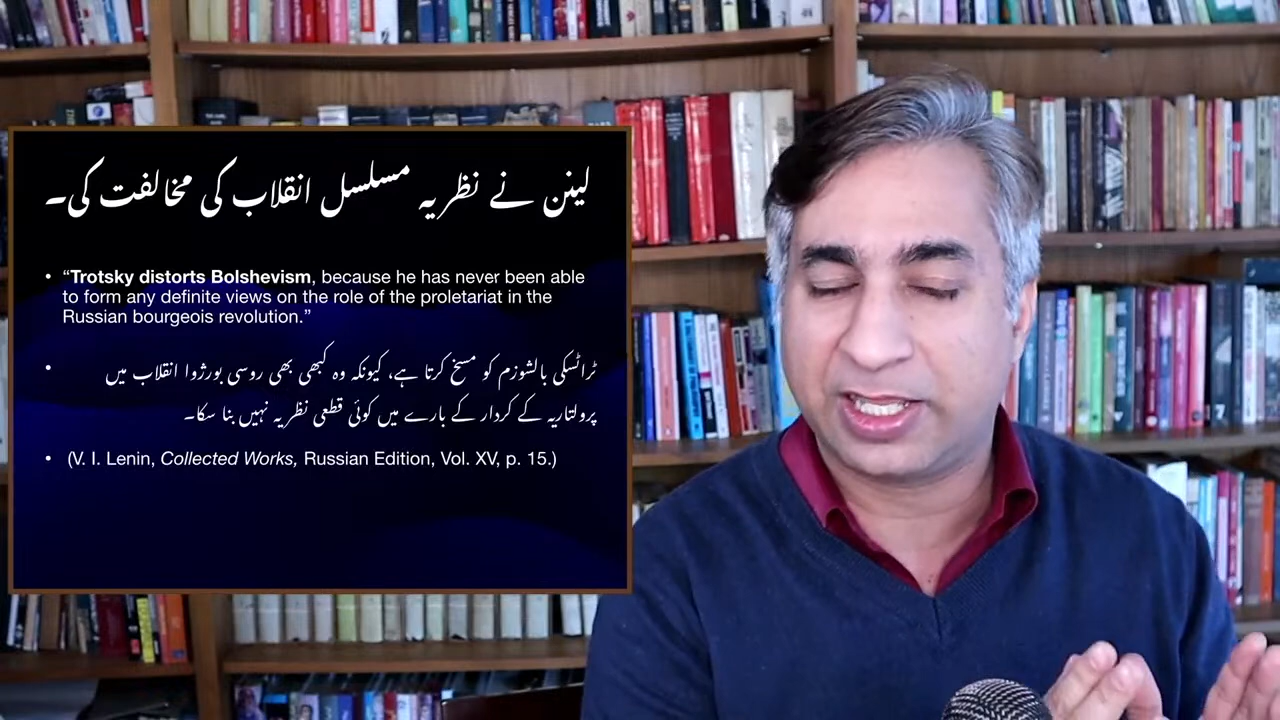 لینن نے نظریہ مسلسل انقلاب کی مخالفت کی۔
• “Trotsky distorts Bolshevism, because he has never been able
to form any definite views on the role of the proletariat in the
Russian bourgeois revolution.”
• ٹراٹسکی بالشوزم کو مسخ کرتا ہے، کیونکہ وہ کبھی بھی روسی بورژوا انقلاب میں
پرولتاریہ کے کردار کے بارے میں کوئی قطعی نظریہ نہیں بنا سکا۔
• (V. I. Lenin, Collected Works, Russian Edition, Vol. XV, p. 15.)